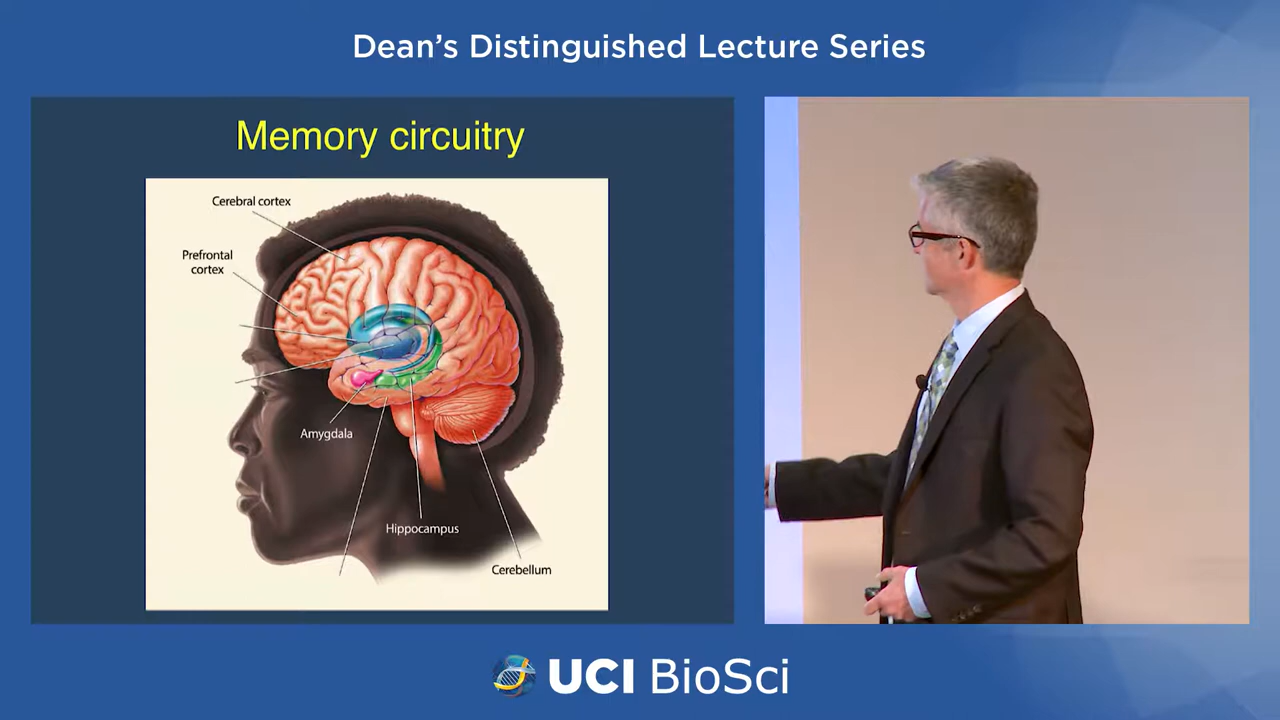 Dean’s Distinguished Lecture Series
Memory circuitry
Cerebral cortex
Prefrontal
cortex
Amygdala
Hippocampus
Cerebellum
UCI BioSci